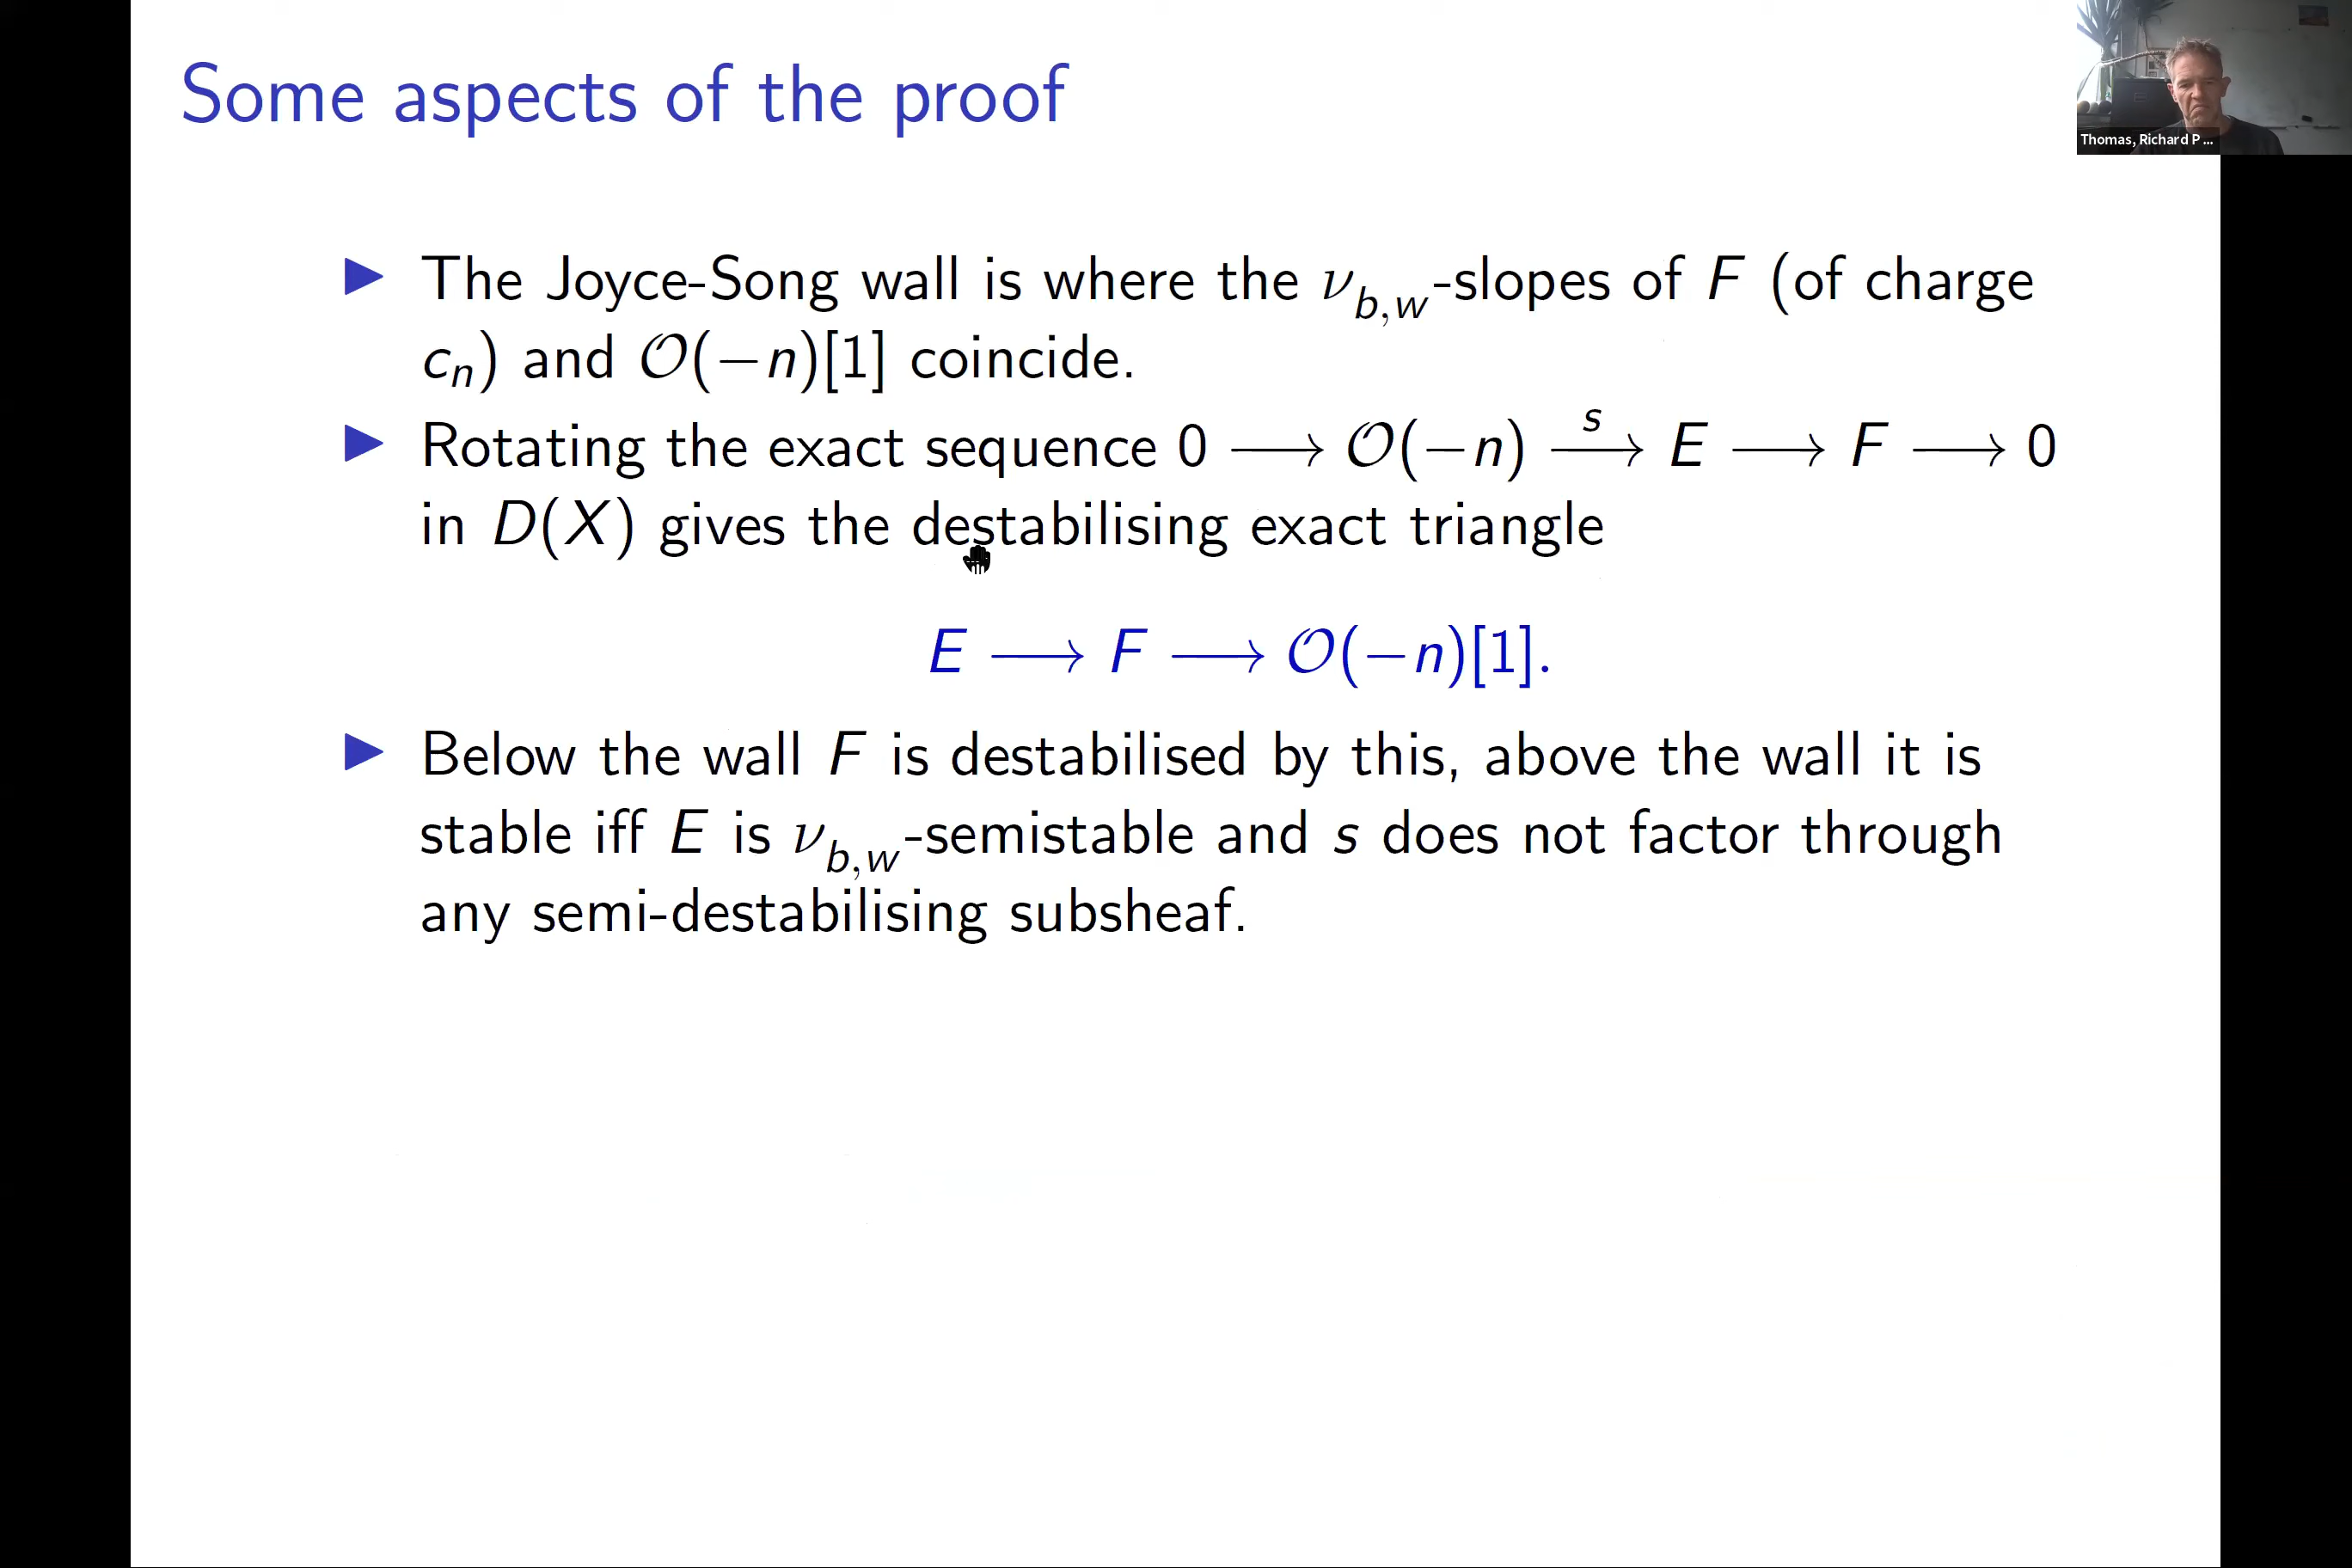 Some aspects of the proof
Thomas, Richard P ...
▶ The Joyce-Song wall is where the ν_{b,w}-slopes of F (of charge
c_n) and 𝒪(−n)[1] coincide.
▶ Rotating the exact sequence 0 ⟶ 𝒪(−n) ⟶^s E ⟶ F ⟶ 0
in D(X) gives the destabilising exact triangle
E ⟶ F ⟶ 𝒪(−n)[1].
▶ Below the wall F is destabilised by this, above the wall it is
stable iff E is ν_{b,w}-semistable and s does not factor through
any semi-destabilising subsheaf.